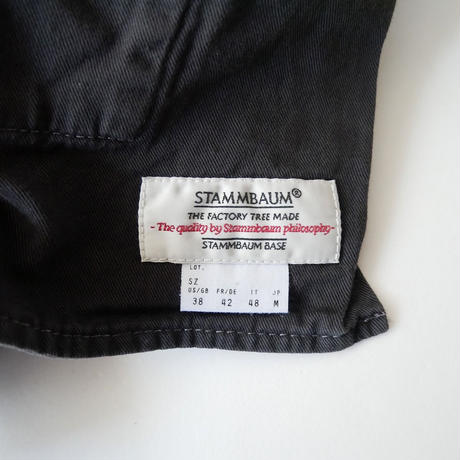 STAMMBAUM®
THE FACTORY TREE MADE
- The quality by Stammbaum philosophy -
STAMMBAUM BASE
LOT.
SZ
US/GB FR/DE IT JP
38 42 48 M